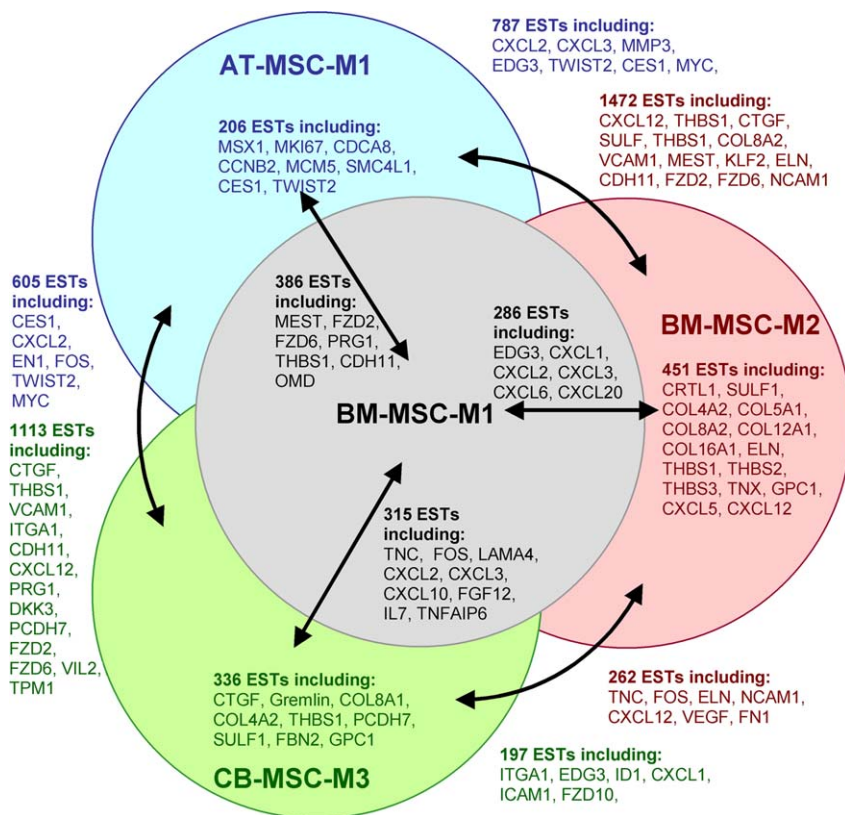 787 ESTs including:
CXCL2, CXCL3, MMP3,
EDG3, TWIST2, CES1, MYC,
AT-MSC-M1
1472 ESTs including:
CXCL12, THBS1, CTGF,
SULF, THBS1, COL8A2,
VCAM1, MEST, KLF2, ELN,
CDH11, FZD2, FZD6, NCAM1
206 ESTs including:
MSX1, MKI67, CDCA8,
CCNB2, MCM5, SMC4L1,
CES1, TWIST2
386 ESTs
including:
MEST, FZD2,
FZD6, PRG1,
THBS1, CDH11,
OMD
605 ESTs
including:
CES1,
CXCL2,
EN1, FOS,
TWIST2,
MYC
286 ESTs
including:
EDG3, CXCL1,
CXCL2, CXCL3,
CXCL6, CXCL20
BM-MSC-M2
451 ESTs including:
CRTL1, SULF1,
COL4A2, COL5A1,
COL8A2, COL12A1,
COL16A1, ELN,
THBS1, THBS2,
THBS3, TNX, GPC1,
CXCL5, CXCL12
BM-MSC-M1
1113 ESTs
including:
CTGF,
THBS1,
VCAM1,
ITGA1,
CDH11,
CXCL12,
PRG1,
DKK3,
PCDH7,
FZD2,
FZD6, VIL2,
TPM1
315 ESTs
including:
TNC, FOS, LAMA4,
CXCL2, CXCL3,
CXCL10, FGF12,
IL7, TNFAIP6
336 ESTs including:
CTGF, Gremlin, COL8A1,
COL4A2, THBS1, PCDH7,
SULF1, FBN2, GPC1
CB-MSC-M3
262 ESTs including:
TNC, FOS, ELN, NCAM1,
CXCL12, VEGF, FN1
197 ESTs including:
ITGA1, EDG3, ID1, CXCL1,
ICAM1, FZD10,